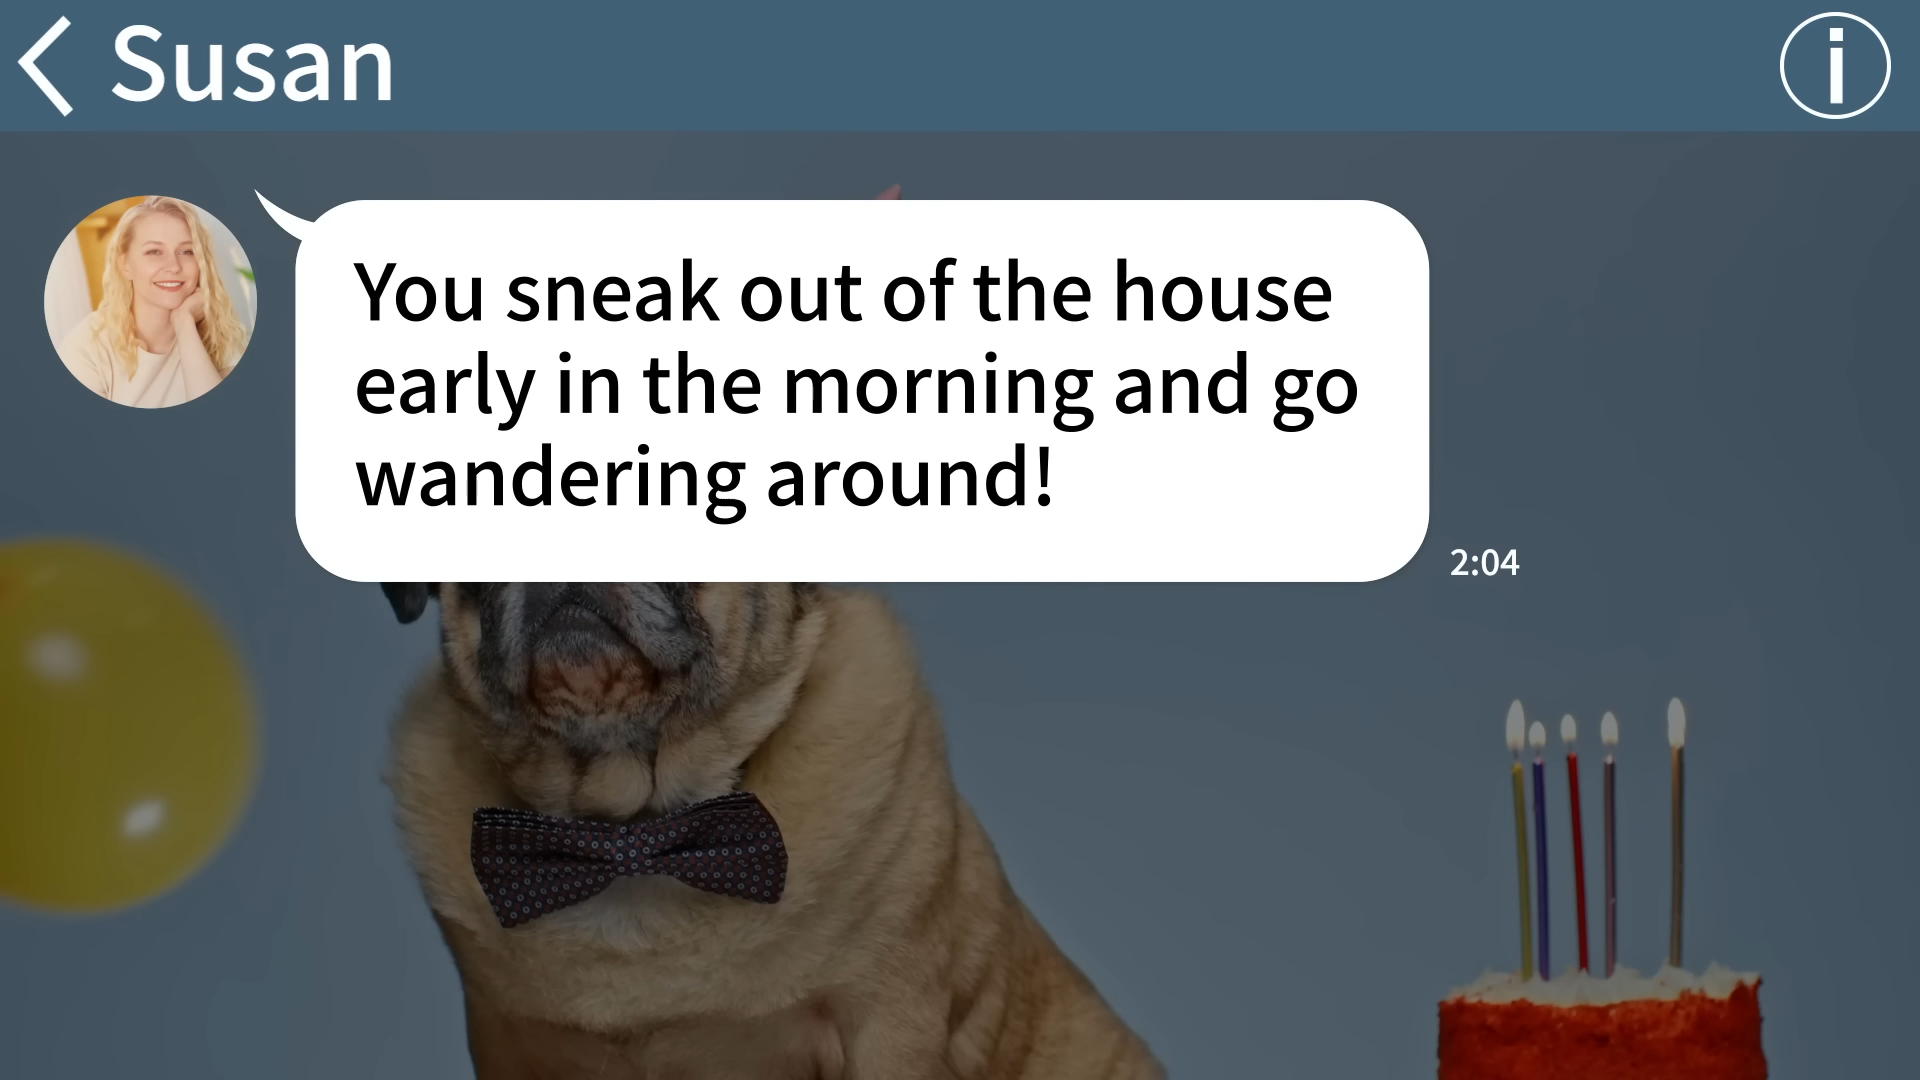 Susan
You sneak out of the house
early in the morning and go
wandering around!
2:04